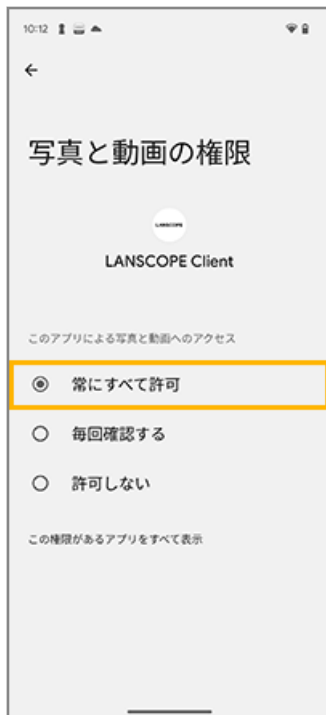 10:12
写真と動画の権限
LANSCOPE
LANSCOPE Client
このアプリによる写真と動画へのアクセス
常にすべて許可
毎回確認する
許可しない
この権限があるアプリをすべて表示